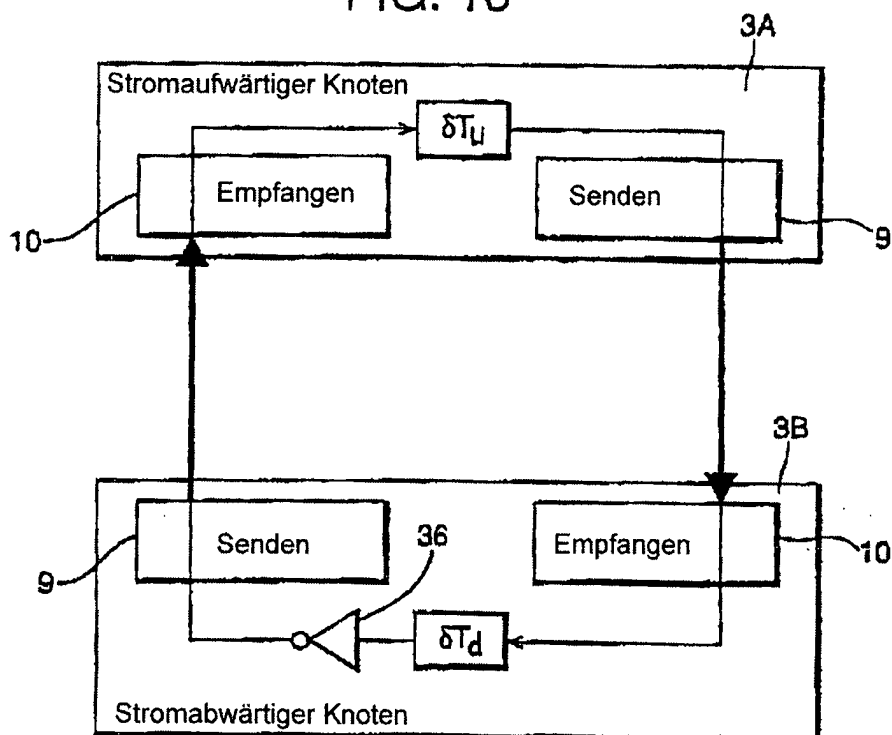 3A
Stromaufwärtiger Knoten
δTu
Empfangen
Senden
10
9
3B
Senden
36
Empfangen
9
10
δTd
Stromabwärtiger Knoten